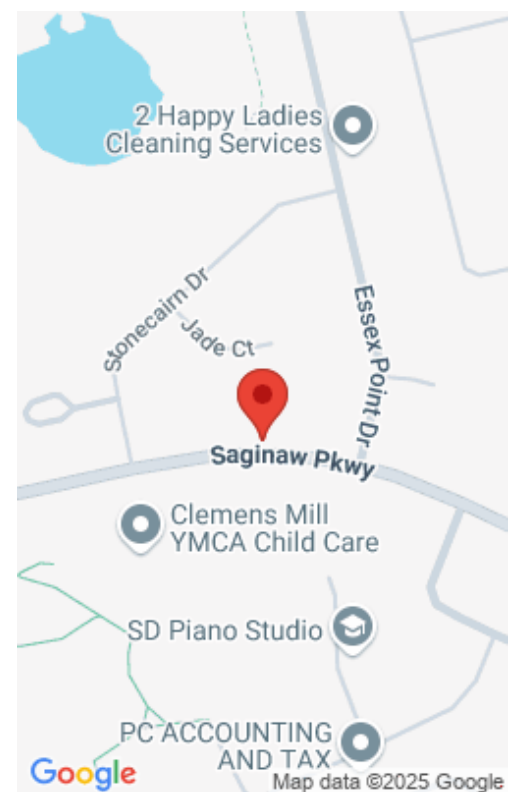 2 Happy Ladies
Cleaning Services
Stonecairn Dr
Jade Ct
Essex Point Dr
Saginaw Pkwy
Clemens Mill
YMCA Child Care
SD Piano Studio
PC ACCOUNTING
AND TAX
Google
Map data ©2025 Google